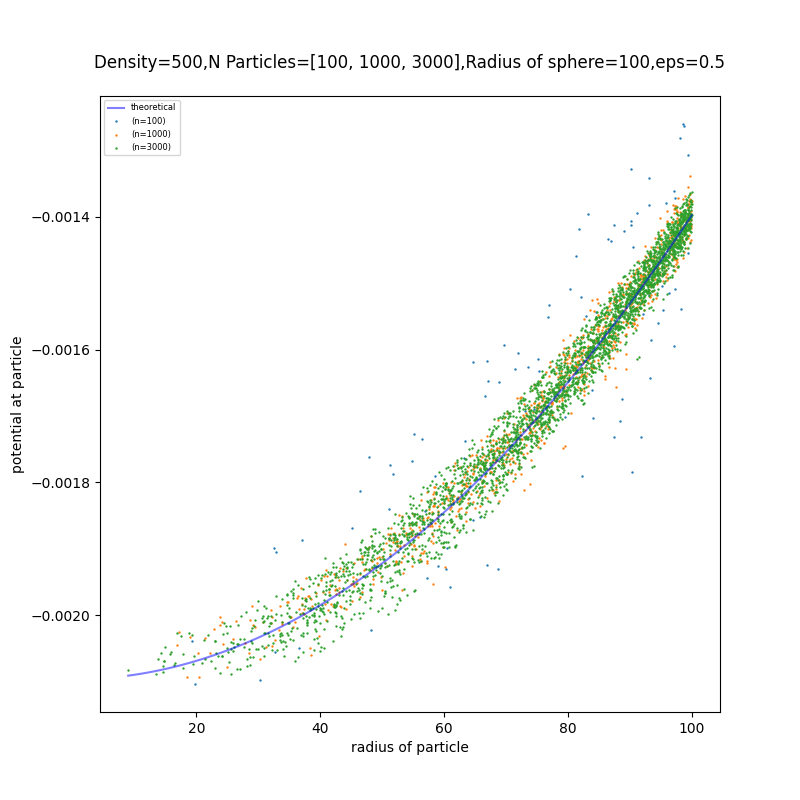 Density=500,N Particles=[100, 1000, 3000],Radius of sphere=100,eps=0.5
theoretical
(n=100)
(n=1000)
(n=3000)
−0.0014
−0.0016
−0.0018
−0.0020
potential at particle
20 40 60 80 100
radius of particle